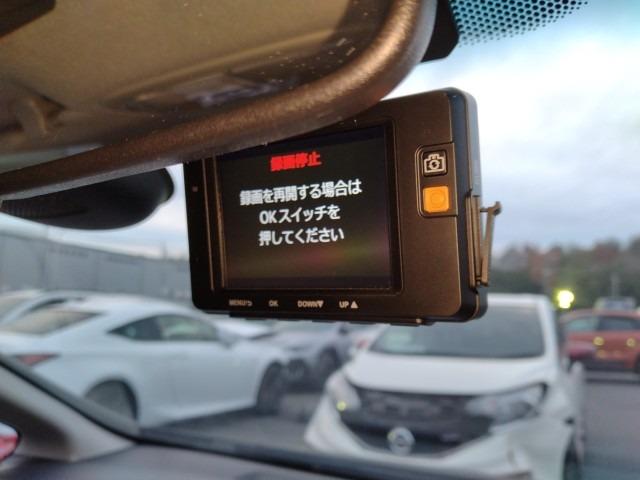 録画停止
録画を再開する場合は
OKスイッチを
押してください
MENU⮌ OK DOWN▼ UP▲